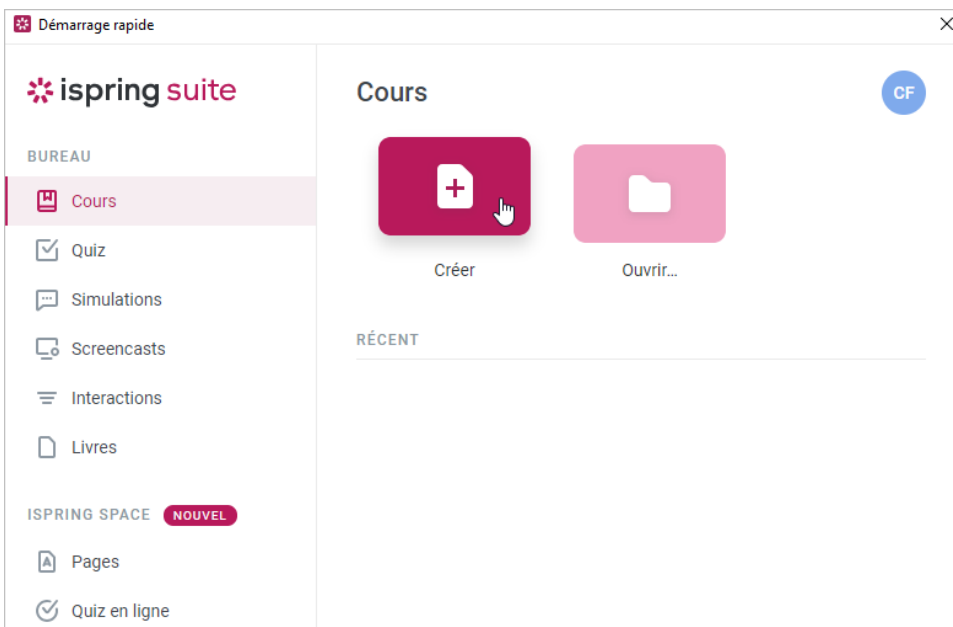 Démarrage rapide
ispring suite
BUREAU
Cours
Quiz
Simulations
Screencasts
Interactions
Livres
ISPRING SPACE NOUVEL
Pages
Quiz en ligne
Cours
CF
Créer
Ouvrir...
RÉCENT